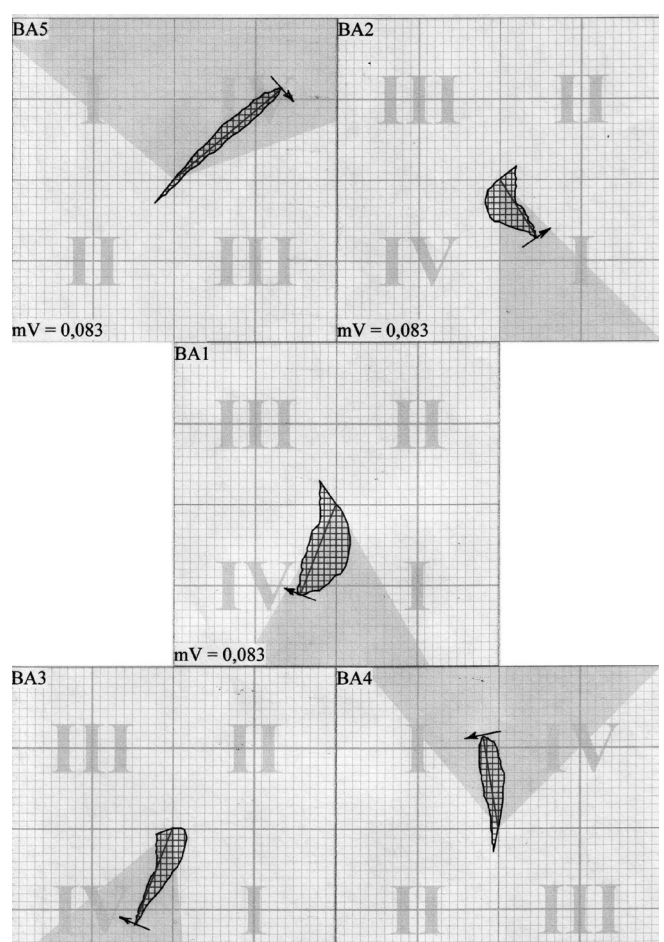 BA5
I
II III
mV = 0,083
BA2
III II
IV I
mV = 0,083
BA1
III II
IV I
mV = 0,083
BA3
III II
IV I
BA4
I IV
II III